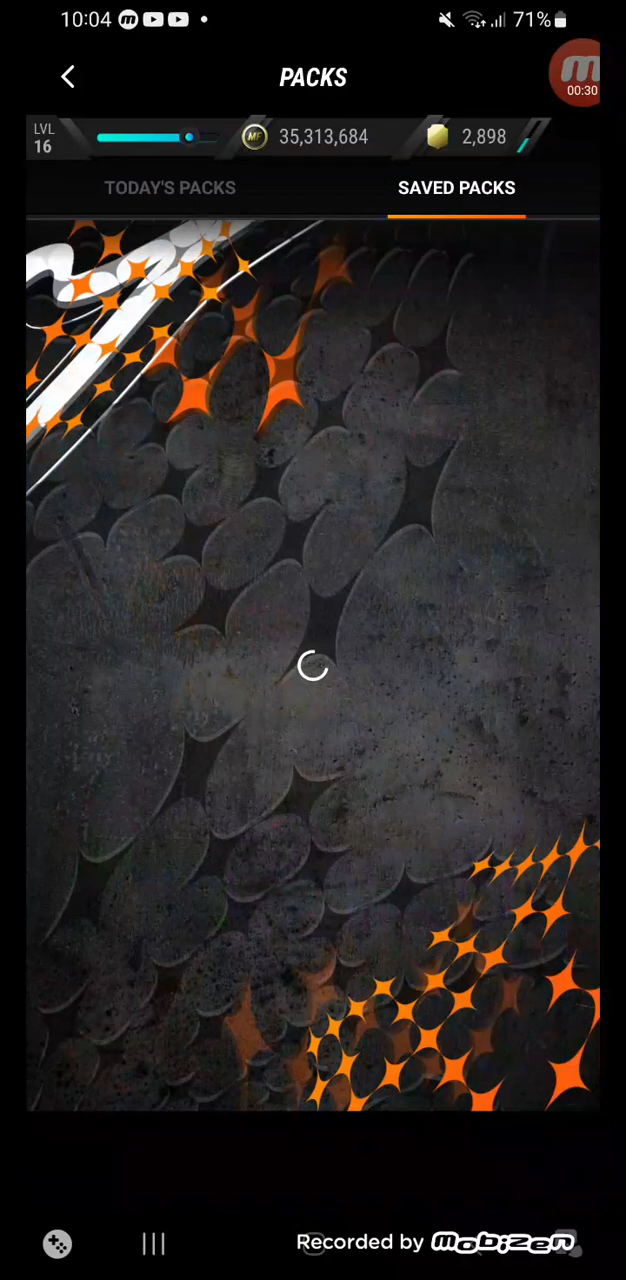 10:04 71%
PACKS
00:30
LVL
16
MF 35,313,684 2,898
TODAY'S PACKS SAVED PACKS
Recorded by mobizen